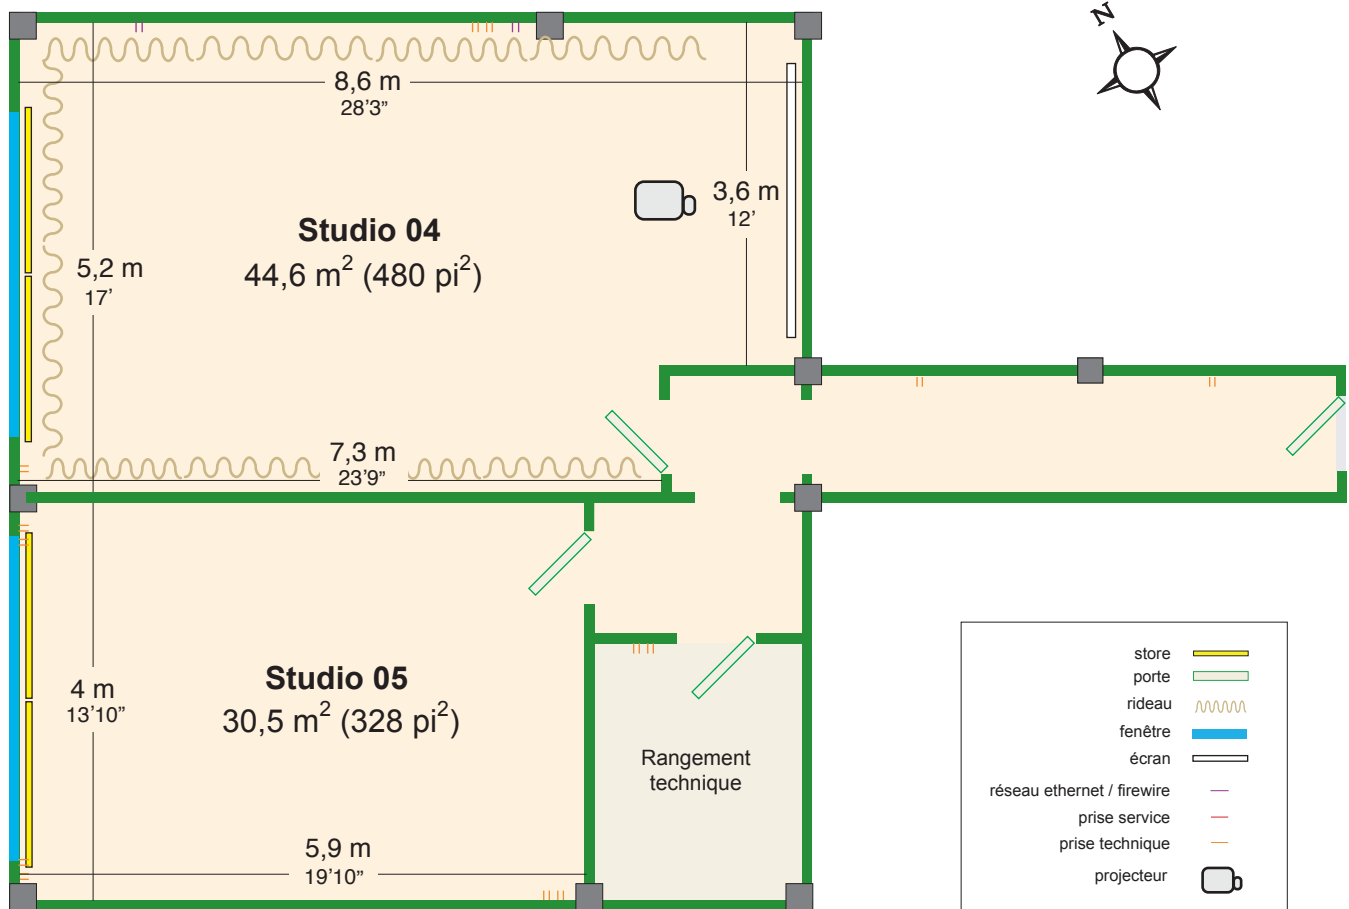 N
8,6 m
28’3”
3,6 m
12’
Studio 04
44,6 m² (480 pi²)
5,2 m
17’
7,3 m
23’9”
Studio 05
30,5 m² (328 pi²)
4 m
13’10”
Rangement
technique
5,9 m
19’10”
store
porte
rideau
fenêtre
écran
réseau ethernet / firewire
prise service
prise technique
projecteur